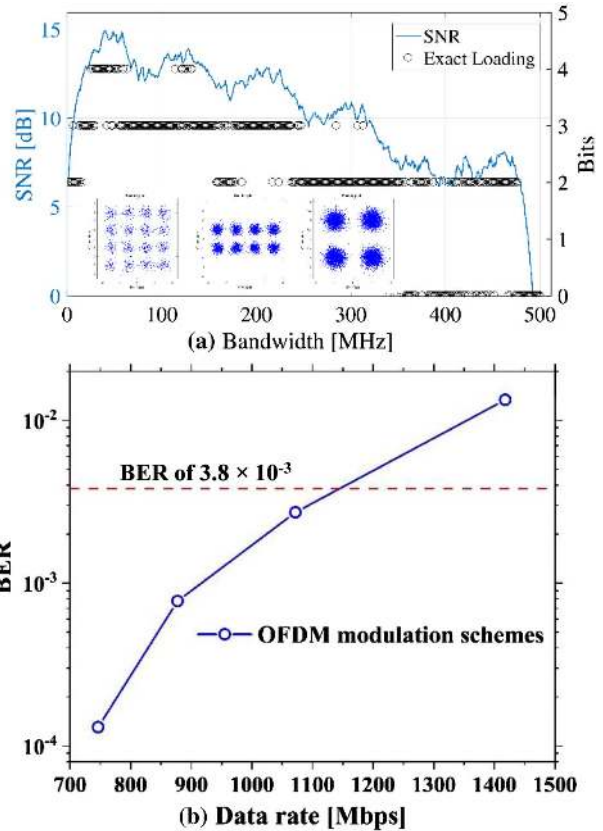 SNR
Exact Loading
15
10
5
0
SNR [dB]
5
4
3
2
1
0
Bits
0 100 200 300 400 500
(a) Bandwidth [MHz]
10-2
10-3
10-4
BER
BER of 3.8 × 10-3
OFDM modulation schemes
700 800 900 1000 1100 1200 1300 1400 1500
(b) Data rate [Mbps]